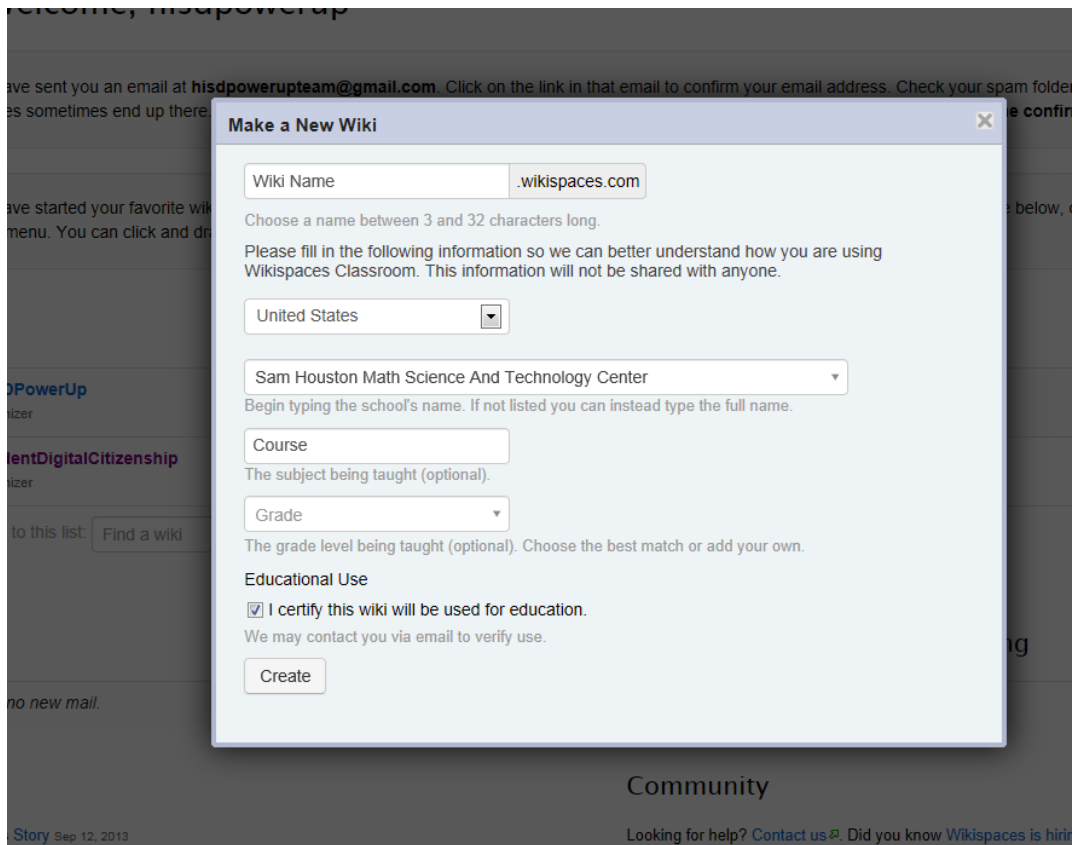 welcome, hisdpowerup
ave sent you an email at hisdpowerupteam@gmail.com. Click on the link in that email to confirm your email address. Check your spam folder
es sometimes end up there.
e confirm
Make a New Wiki
Wiki Name .wikispaces.com
Choose a name between 3 and 32 characters long.
ave started your favorite wik
e below, c
menu. You can click and dra
Please fill in the following information so we can better understand how you are using
Wikispaces Classroom. This information will not be shared with anyone.
United States
Sam Houston Math Science And Technology Center
Begin typing the school's name. If not listed you can instead type the full name.
DPowerUp
nizer
Course
The subject being taught (optional).
dentDigitalCitizenship
nizer
Grade
to this list: Find a wiki
The grade level being taught (optional). Choose the best match or add your own.
Educational Use
I certify this wiki will be used for education.
We may contact you via email to verify use.
ng
Create
no new mail.
Community
Story Sep 12, 2013
Looking for help? Contact us. Did you know Wikispaces is hirin